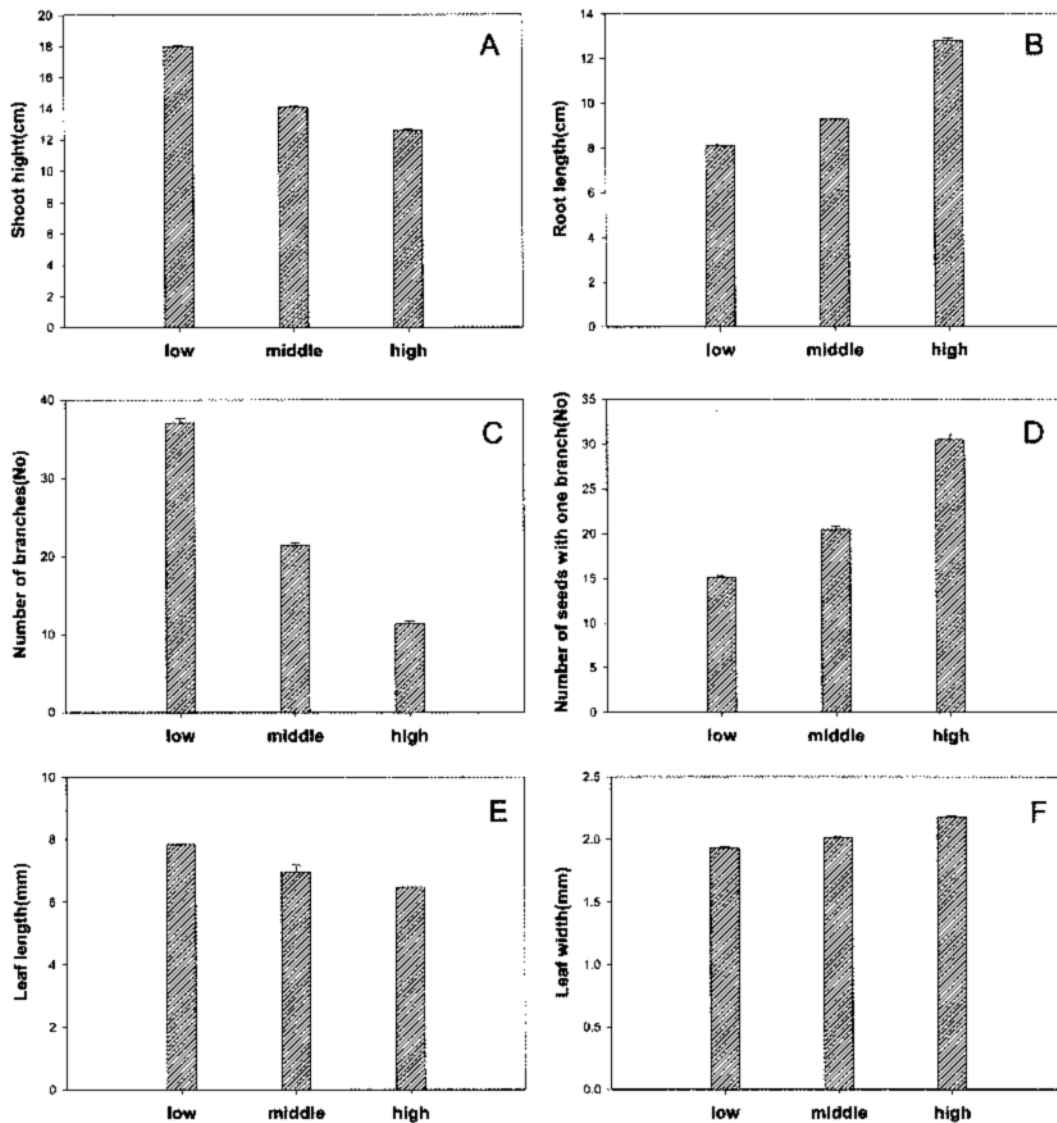 A
Shoot hight(cm)
20
18
16
14
12
10
8
6
4
2
0
low middle high
B
Root length(cm)
14
12
10
8
6
4
2
0
low middle high
C
Number of branches(No)
40
30
20
10
0
low middle high
D
Number of seeds with one branch(No)
35
30
25
20
15
10
5
0
low middle high
E
Leaf length(mm)
10
8
6
4
2
0
low middle high
F
Leaf width(mm)
2.5
2.0
1.5
1.0
0.5
0.0
low middle high